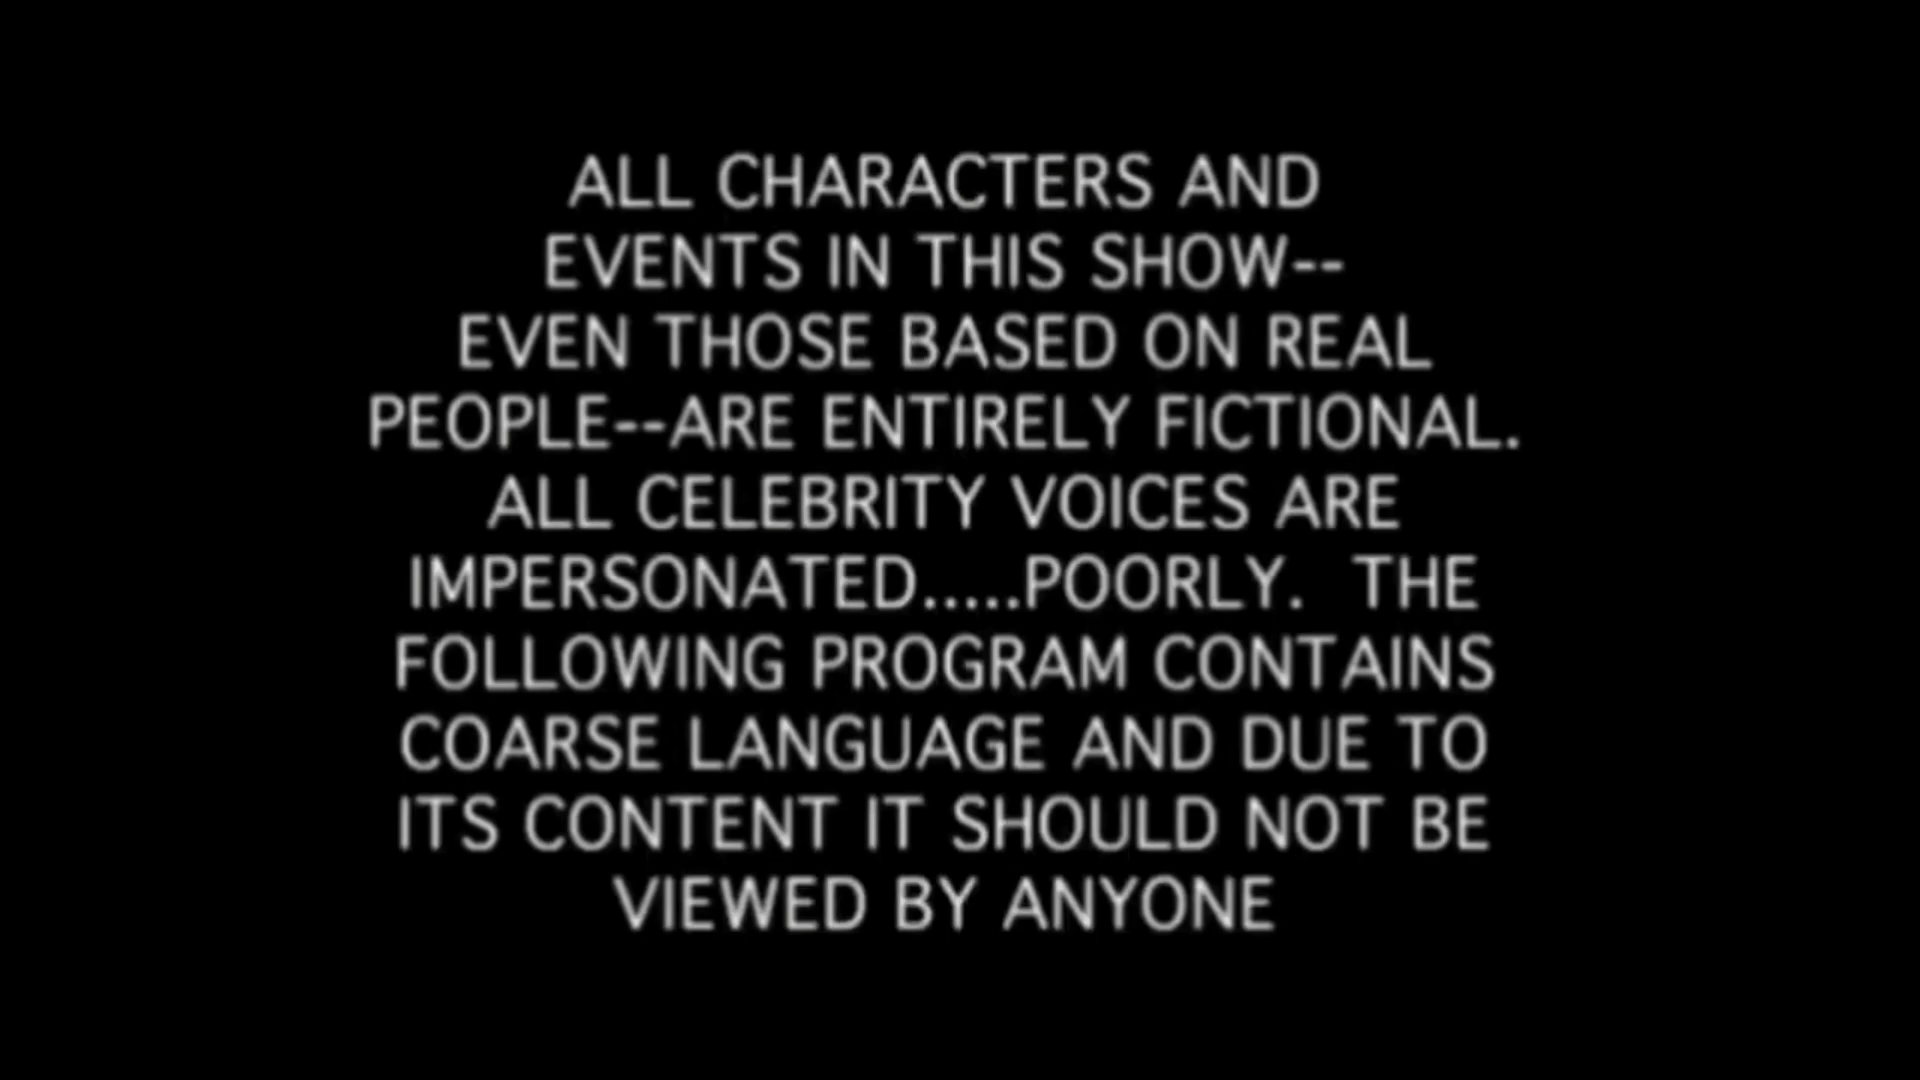 ALL CHARACTERS AND
EVENTS IN THIS SHOW--
EVEN THOSE BASED ON REAL
PEOPLE--ARE ENTIRELY FICTIONAL.
ALL CELEBRITY VOICES ARE
IMPERSONATED.....POORLY.  THE
FOLLOWING PROGRAM CONTAINS
COARSE LANGUAGE AND DUE TO
ITS CONTENT IT SHOULD NOT BE
VIEWED BY ANYONE